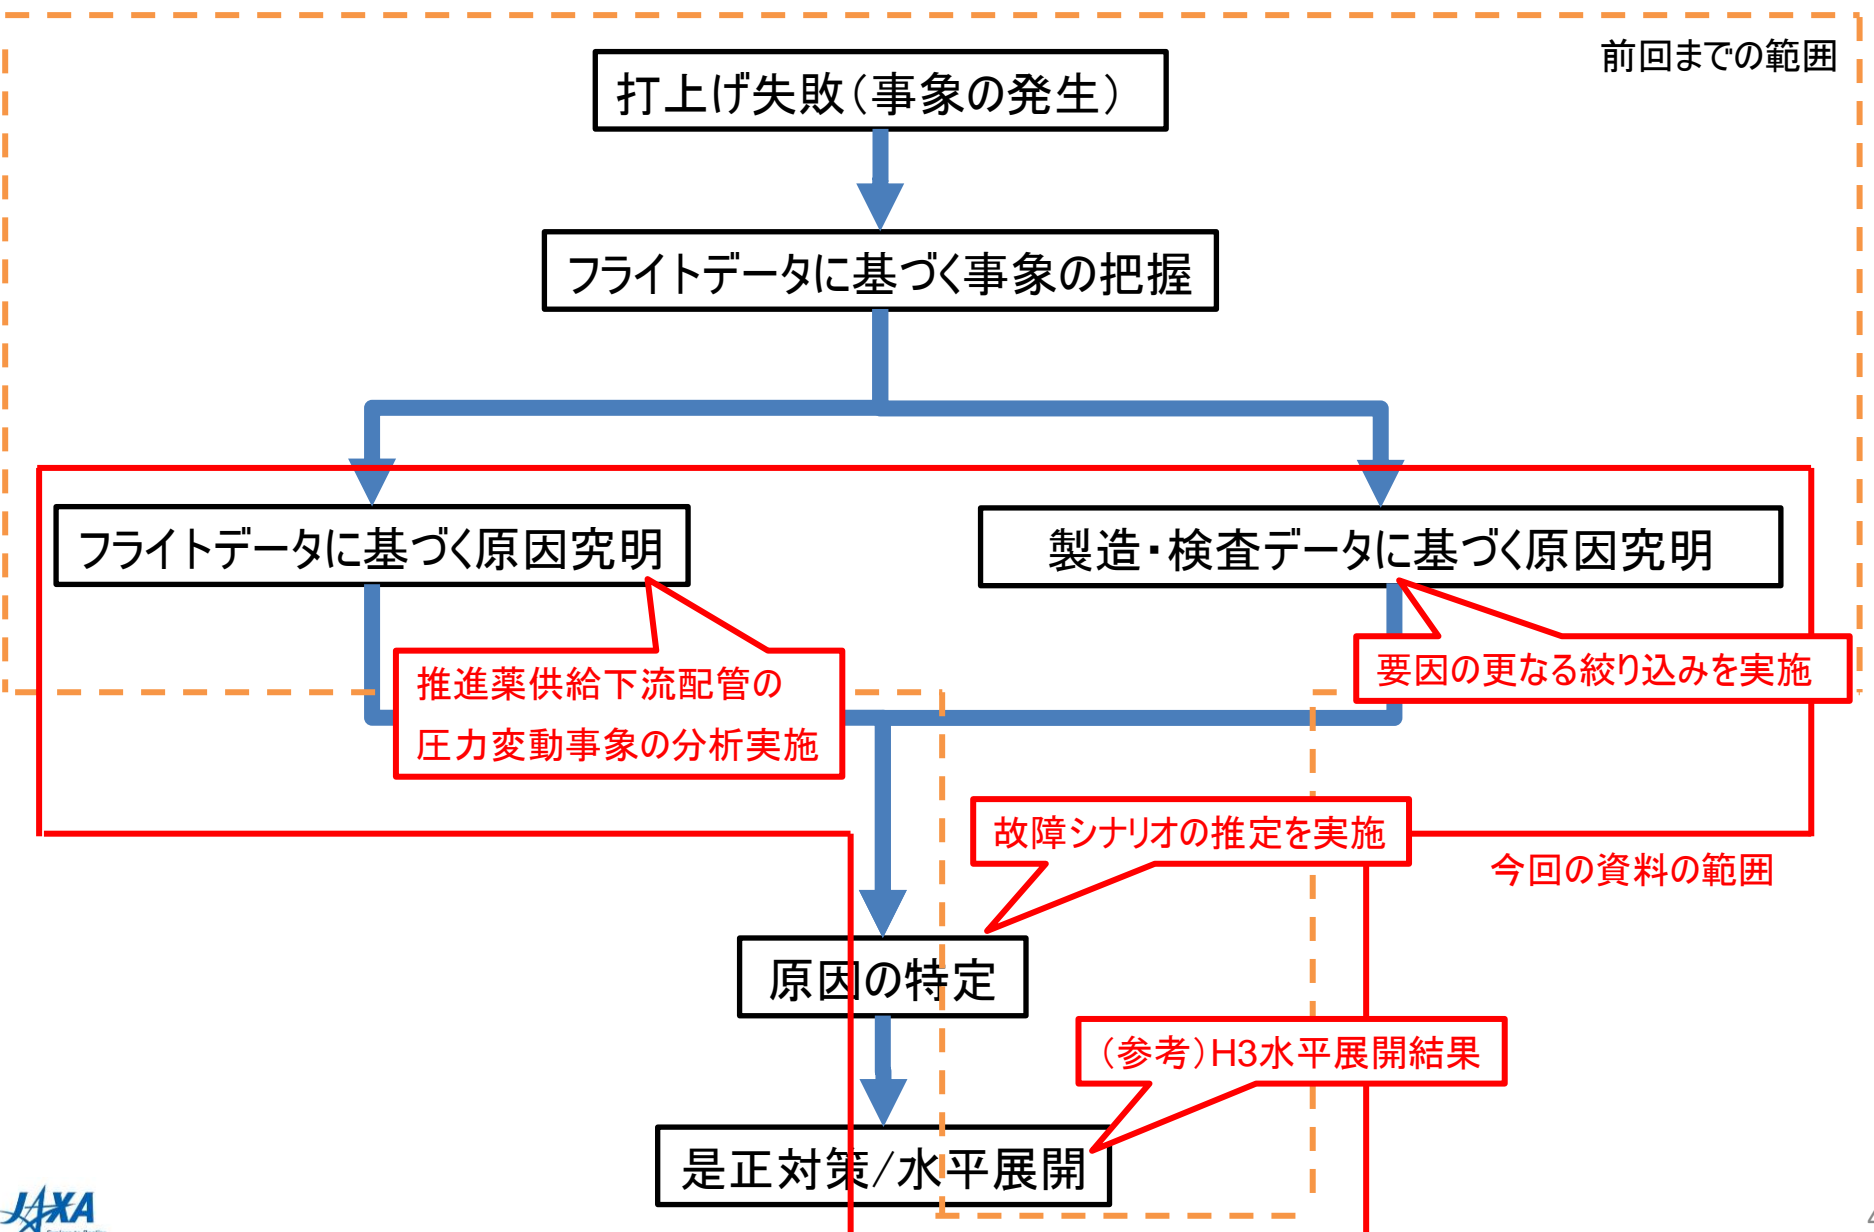 前回までの範囲
打上げ失敗（事象の発生）
フライトデータに基づく事象の把握
フライトデータに基づく原因究明
製造・検査データに基づく原因究明
推進薬供給下流配管の
圧力変動事象の分析実施
要因の更なる絞り込みを実施
故障シナリオの推定を実施
今回の資料の範囲
原因の特定
（参考）H3水平展開結果
是正対策/水平展開
JAXA